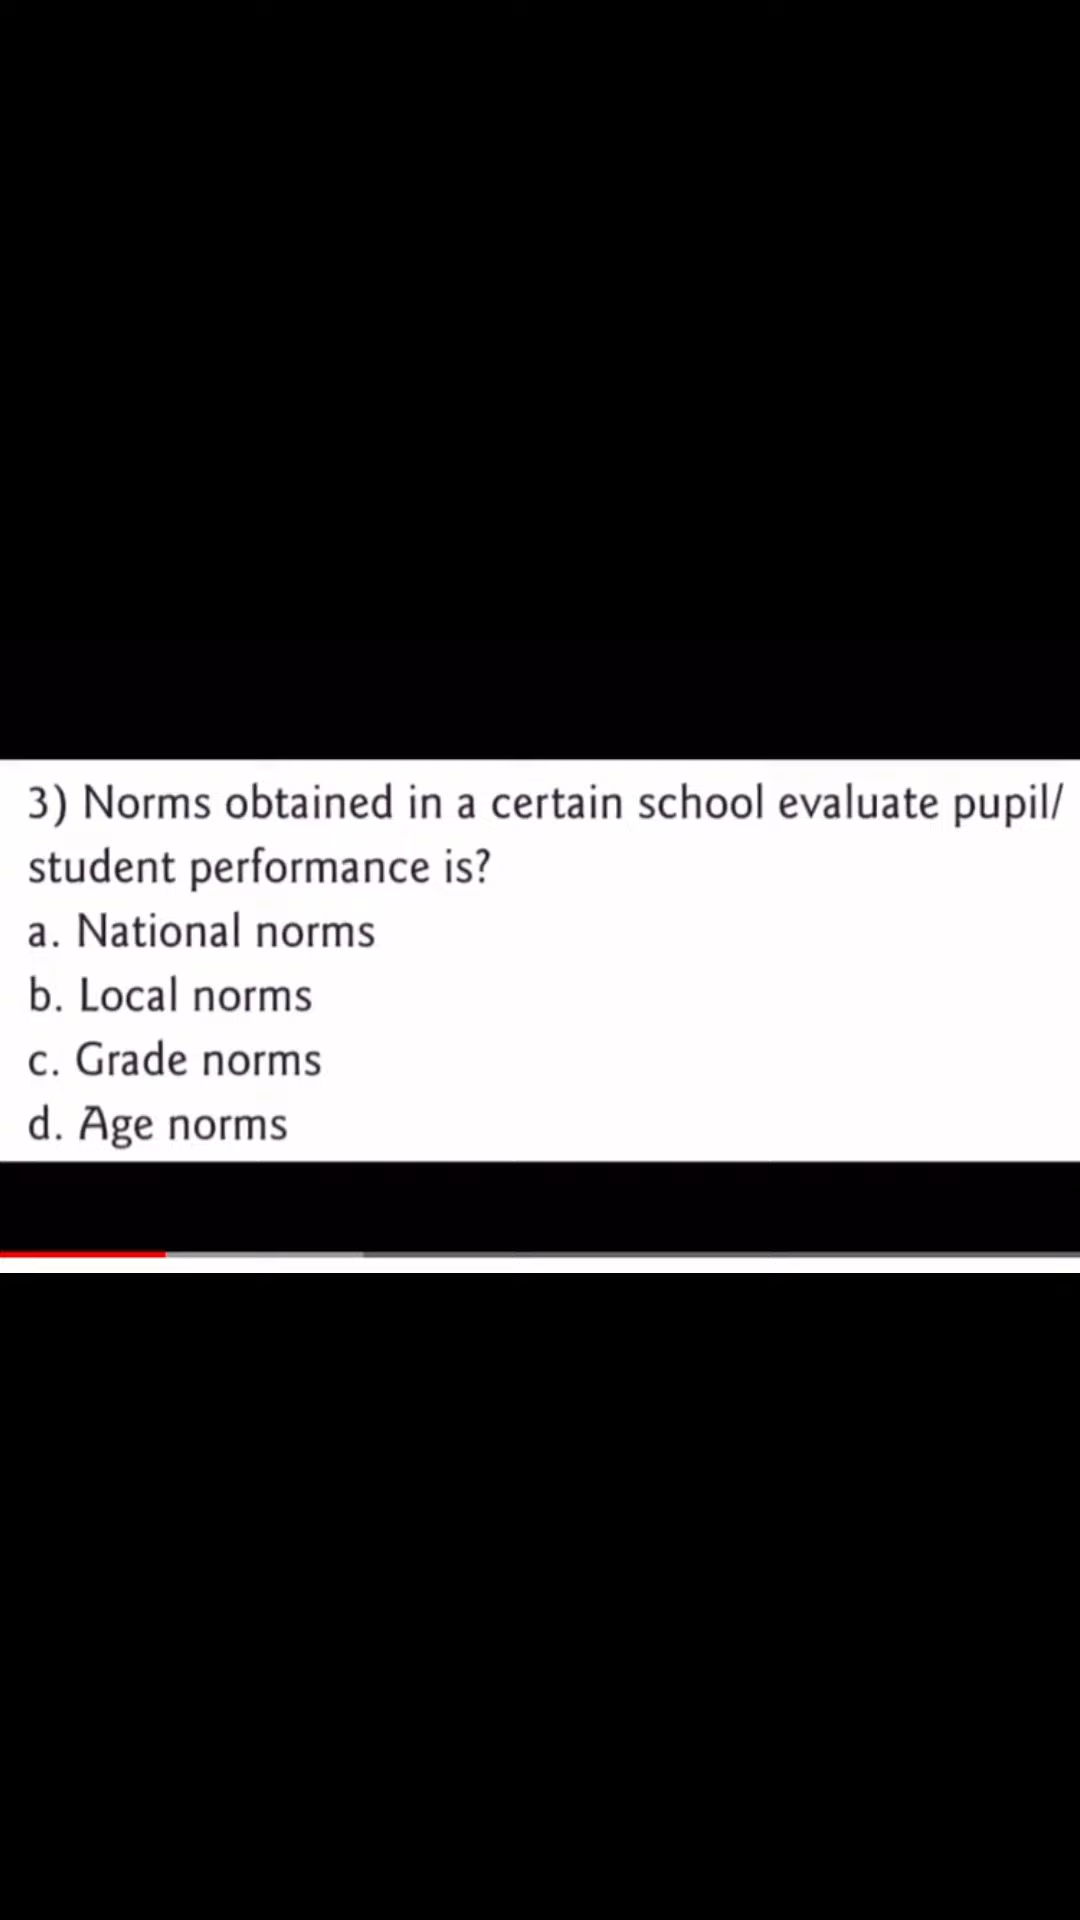 3) Norms obtained in a certain school evaluate pupil/
student performance is?
a. National norms
b. Local norms
c. Grade norms
d. Age norms